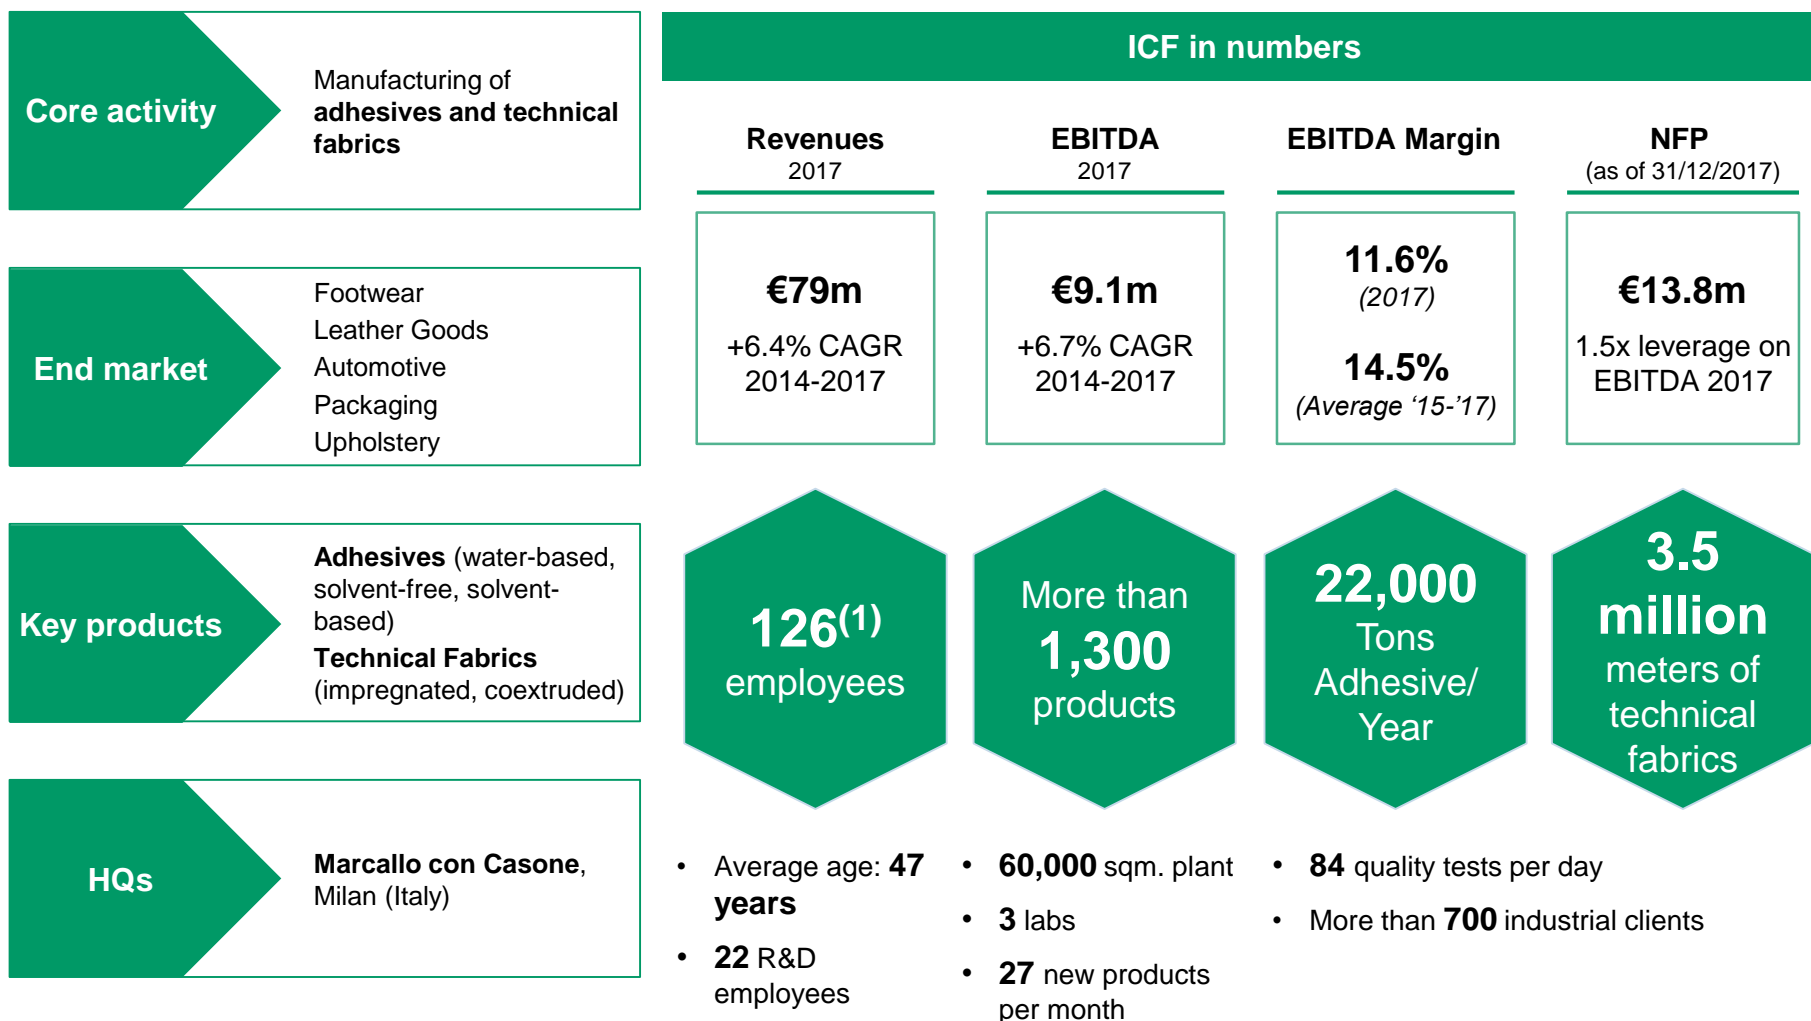 Core activity
Manufacturing of
adhesives and technical
fabrics
End market
Footwear
Leather Goods
Automotive
Packaging
Upholstery
Key products
Adhesives (water-based,
solvent-free, solvent-
based)
Technical Fabrics
(impregnated, coextruded)
HQs
Marcallo con Casone,
Milan (Italy)
ICF in numbers
Revenues
2017
€79m
+6.4% CAGR
2014-2017
EBITDA
2017
€9.1m
+6.7% CAGR
2014-2017
EBITDA Margin
11.6%
(2017)
14.5%
(Average ‘15-’17)
NFP
(as of 31/12/2017)
€13.8m
1.5x leverage on
EBITDA 2017
126(1)
employees
More than
1,300
products
22,000
Tons
Adhesive/
Year
3.5
million
meters of
technical
fabrics
• Average age: 47
years
• 22 R&D
employees
• 60,000 sqm. plant
• 3 labs
• 27 new products
per month
• 84 quality tests per day
• More than 700 industrial clients